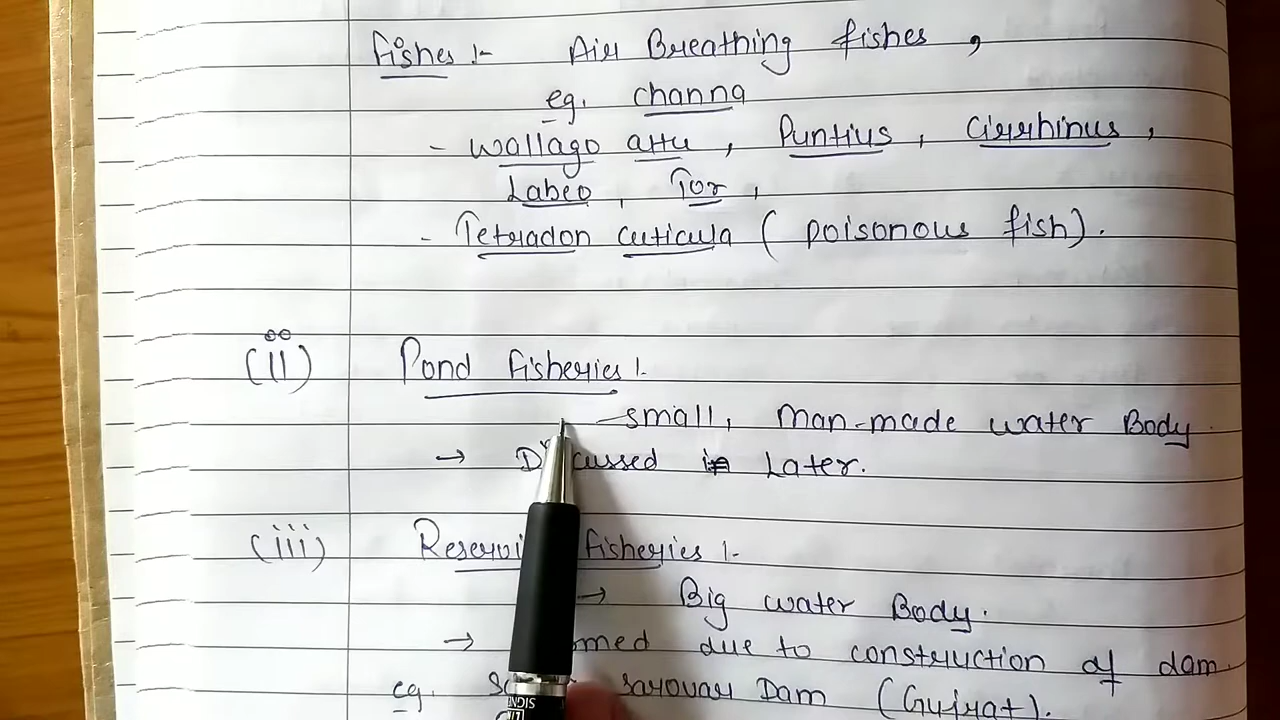 Fishes :- Air Breathing fishes ,
eg. channa
- wallago attu , Puntius , Cirrhinus ,
Labeo , Tor ,
- Tetradon cuticula ( poisonous fish).
(ii) Pond Fisheries :-
- small, Man-made water Body.
→ Discussed in Later.
(iii) Fisheries :-
→ Big water Body.
→ due to construction of dam.
eg. sarovar Dam (Gujrat).